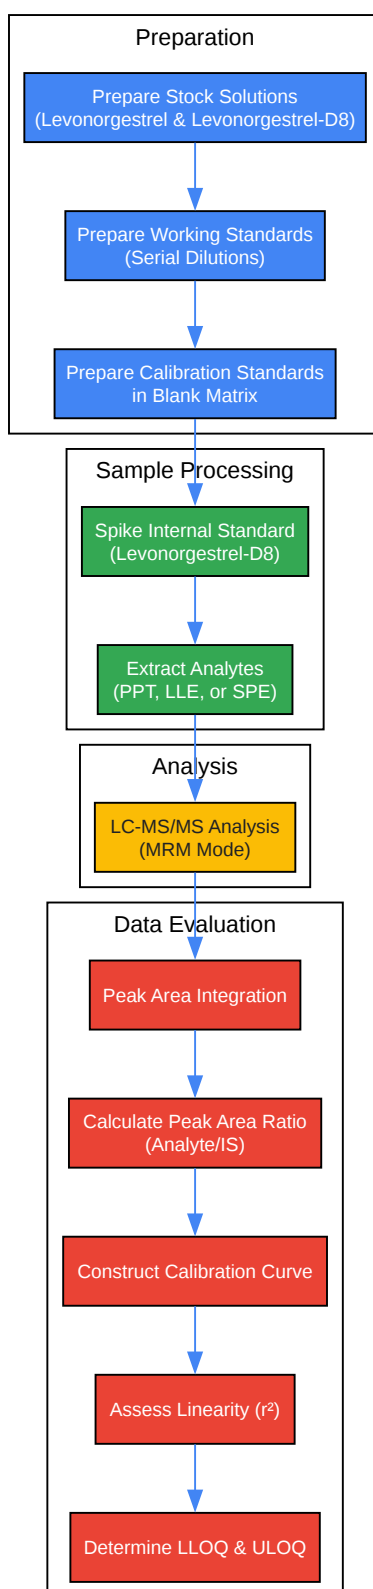 Preparation
Prepare Stock Solutions
(Levonorgestrel & Levonorgestrel-D8)
Prepare Working Standards
(Serial Dilutions)
Prepare Calibration Standards
in Blank Matrix
Sample Processing
Spike Internal Standard
(Levonorgestrel-D8)
Extract Analytes
(PPT, LLE, or SPE)
Analysis
LC-MS/MS Analysis
(MRM Mode)
Data Evaluation
Peak Area Integration
Calculate Peak Area Ratio
(Analyte/IS)
Construct Calibration Curve
Assess Linearity (r²)
Determine LLOQ & ULOQ